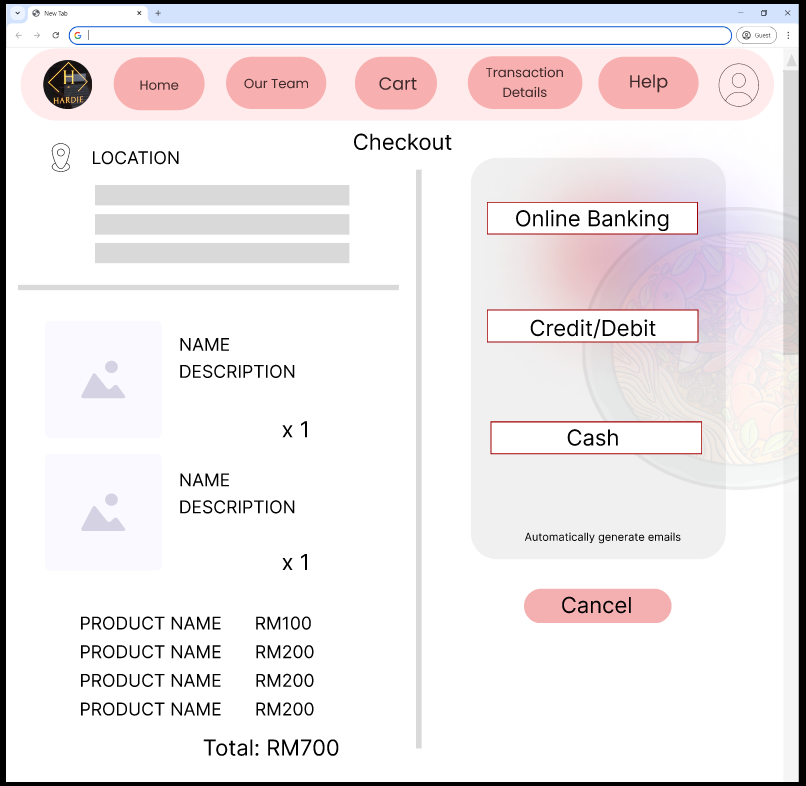 New Tab
Guest
H
HARDIE
Home
Our Team
Cart
Transaction
Details
Help
Checkout
LOCATION
NAME
DESCRIPTION
x 1
NAME
DESCRIPTION
x 1
PRODUCT NAME RM100
PRODUCT NAME RM200
PRODUCT NAME RM200
PRODUCT NAME RM200
Total: RM700
Online Banking
Credit/Debit
Cash
Automatically generate emails
Cancel